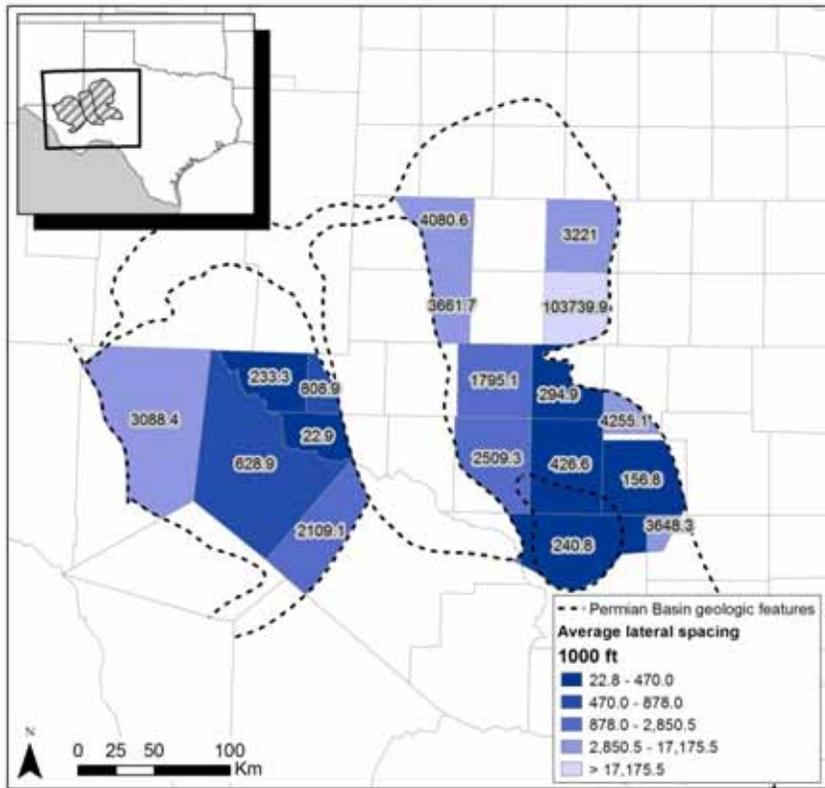 4080.6
3221
3661.7
103739.9
233.3
808.9
1795.1
294.9
3088.4
4255.1
22.9
628.9
2509.3
426.6
156.8
2109.1
3648.3
240.8
Permian Basin geologic features
Average lateral spacing
1000 ft
22.8 - 470.0
470.0 - 878.0
878.0 - 2,850.5
2,850.5 - 17,175.5
> 17,175.5
N
0 25 50 100
Km